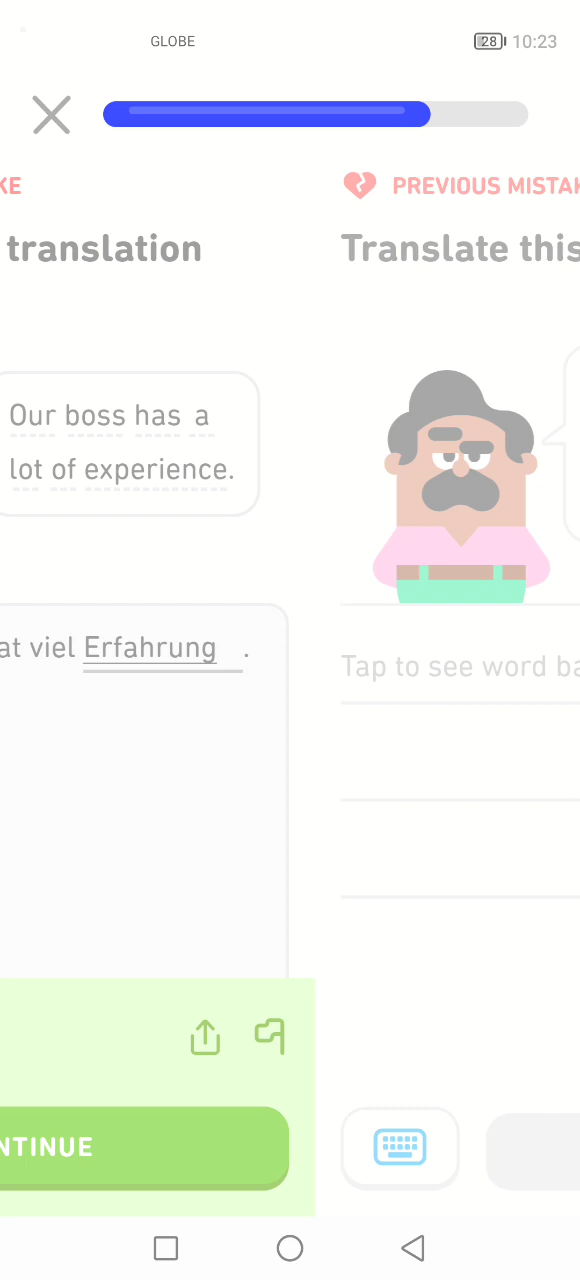 GLOBE
28 10:23
KE
PREVIOUS MISTAK
translation
Translate this
Our boss has a
lot of experience.
at viel Erfahrung .
Tap to see word ba
NTINUE